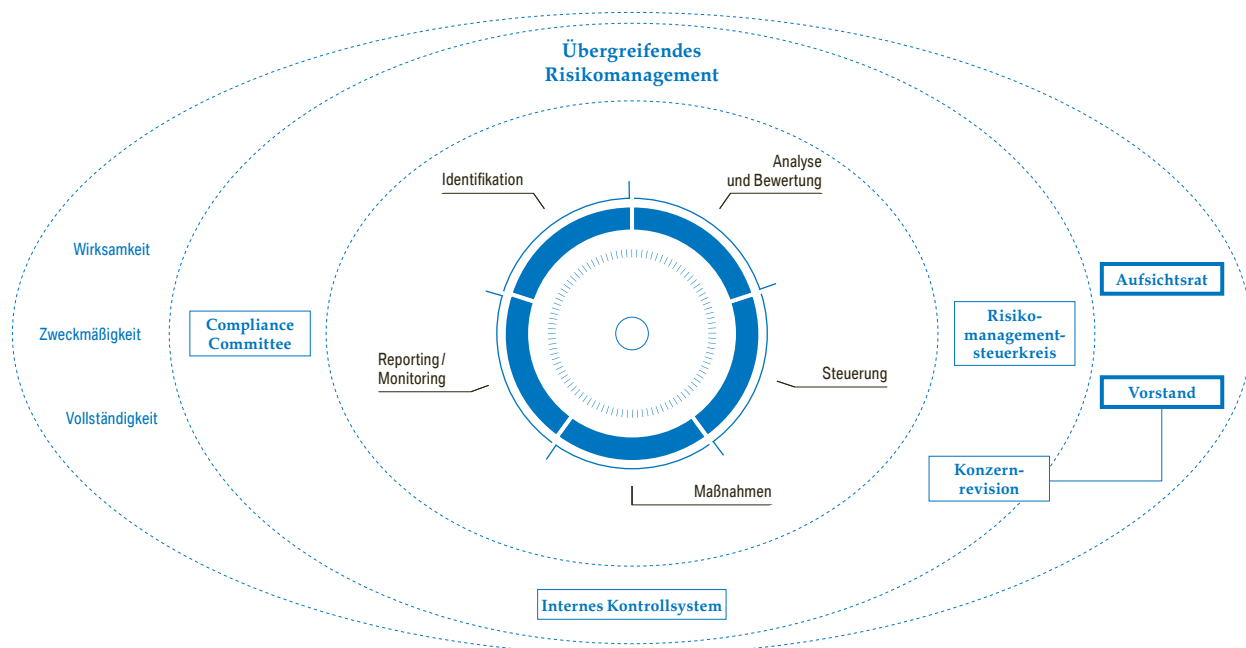 Übergreifendes
Risikomanagement
Identifikation
Analyse
und Bewertung
Wirksamkeit
Zweckmäßigkeit
Vollständigkeit
Compliance
Committee
Reporting /
Monitoring
Steuerung
Maßnahmen
Risiko-
management-
steuerkreis
Aufsichtsrat
Vorstand
Konzern-
revision
Internes Kontrollsystem